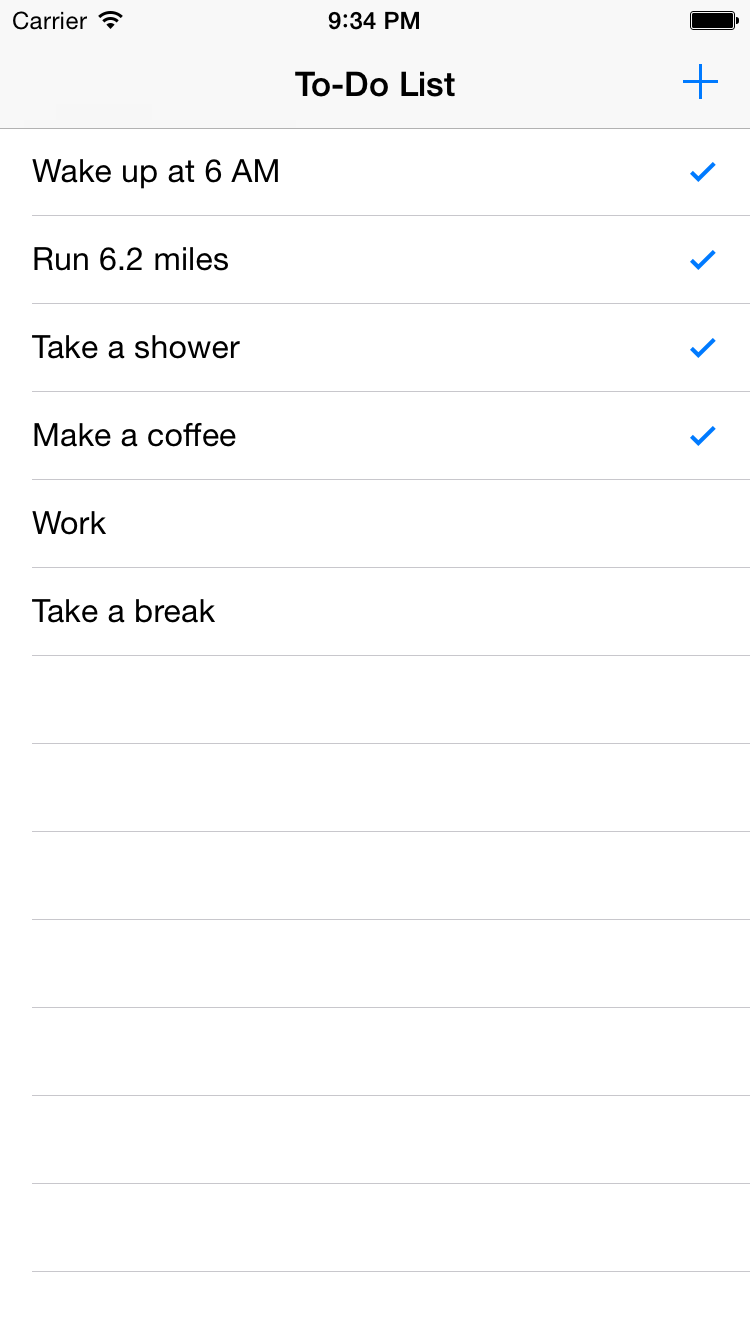 Carrier 9:34 PM
To-Do List
Wake up at 6 AM
Run 6.2 miles
Take a shower
Make a coffee
Work
Take a break